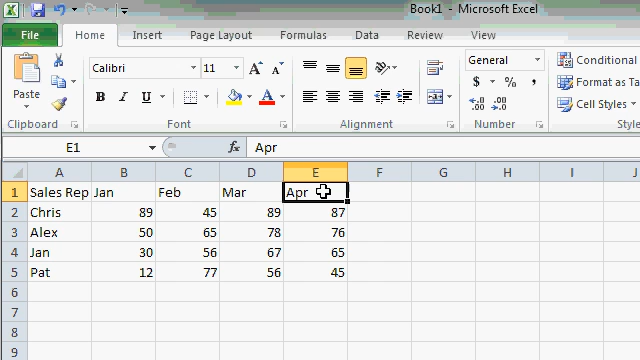 Book1 - Microsoft Excel
File Home Insert Page Layout Formulas Data Review View
Calibri 11 A A General Conditional
Paste $ % , Format as Ta
B I U A .00 .0 Cell Styles
Clipboard Font Alignment Number Style
E1 fx Apr
A B C D E F G H I J
1 Sales Rep Jan Feb Mar Apr
2 Chris 89 45 89 87
3 Alex 50 65 78 76
4 Jan 30 56 67 65
5 Pat 12 77 56 45
6
7
8
9